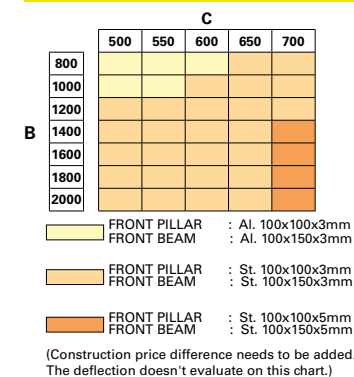 C
500 550 600 650 700
800
1000
1200
B 1400
1600
1800
2000
FRONT PILLAR : Al. 100x100x3mm
FRONT BEAM : Al. 100x150x3mm
FRONT PILLAR : St. 100x100x3mm
FRONT BEAM : St. 100x150x3mm
FRONT PILLAR : St. 100x100x5mm
FRONT BEAM : St. 100x150x5mm
(Construction price difference needs to be added.
The deflection doesn't evaluate on this chart.)